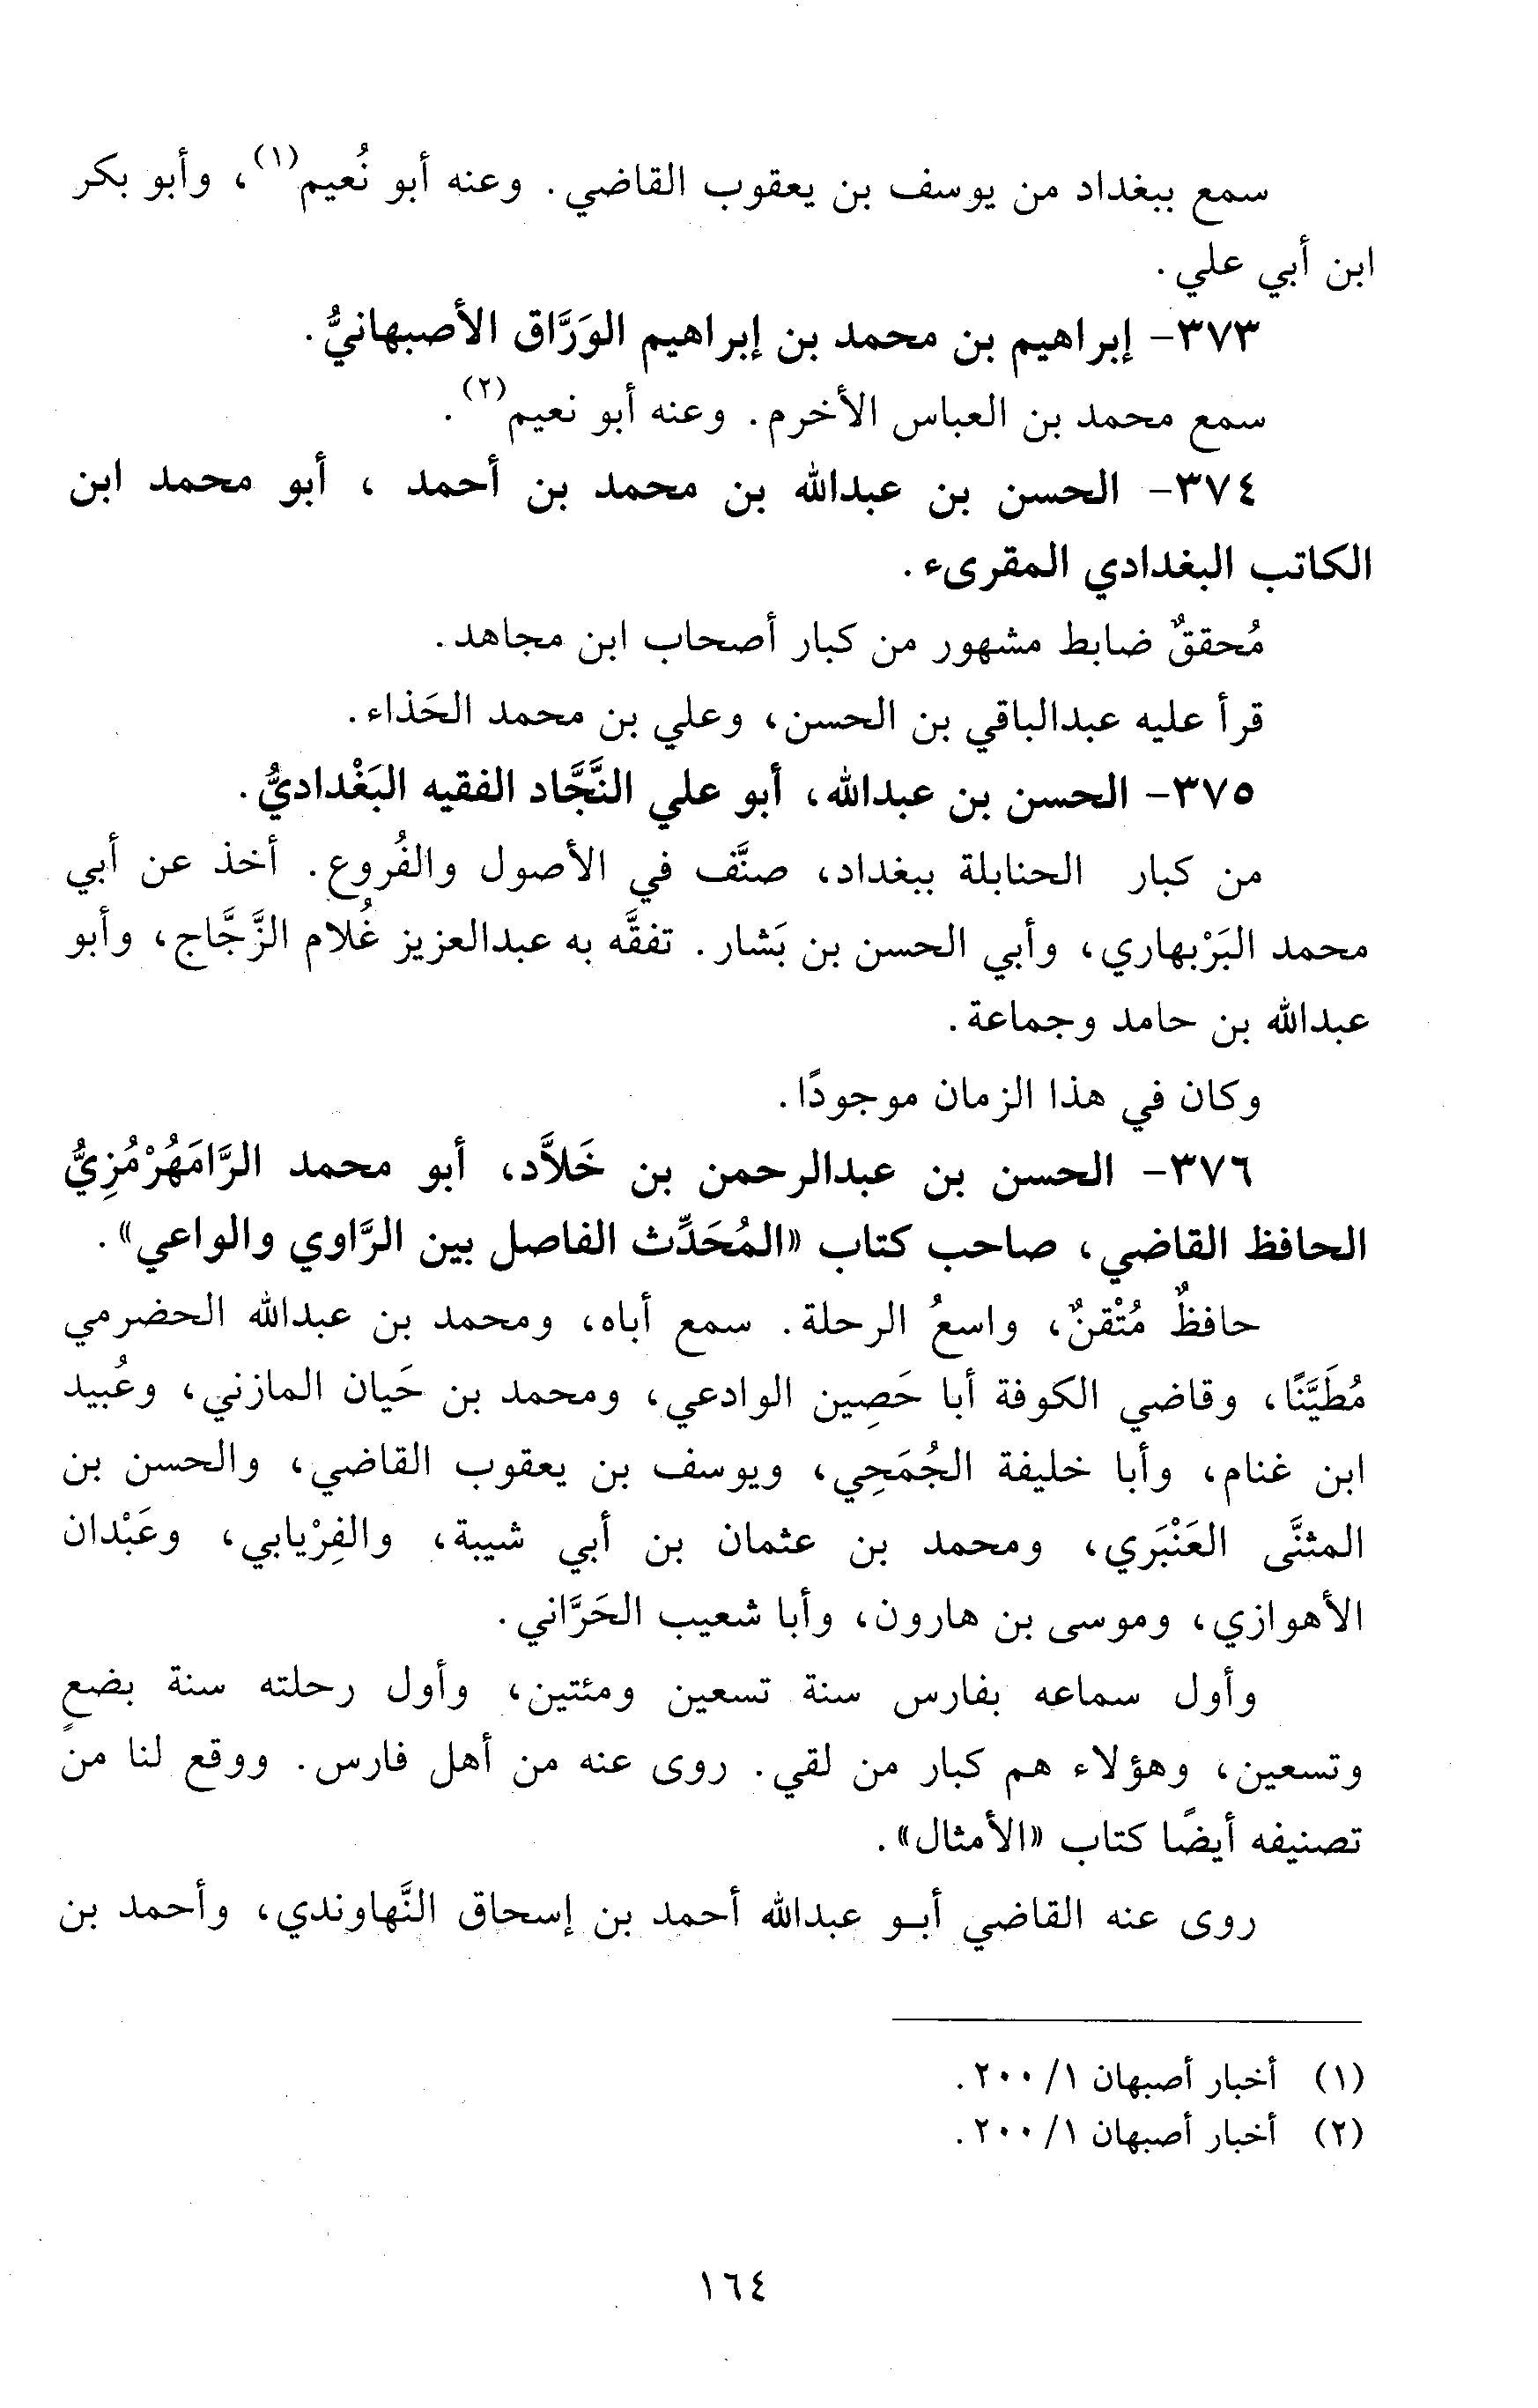 سمع ببغداد من يوسف بن يعقوب القاضي. وعنه أبو نُعيم(١)، وأبو بكر
ابن أبي علي.
٣٧٣- إبراهيم بن محمد بن إبراهيم الوَرَّاق الأصبهانيُّ.
سمع محمد بن العباس الأخرم. وعنه أبو نعيم(٢).
٣٧٤- الحسن بن عبدالله بن محمد بن أحمد ، أبو محمد ابن
الكاتب البغدادي المقرىء.
مُحققٌ ضابط مشهور من كبار أصحاب ابن مجاهد.
قرأ عليه عبدالباقي بن الحسن، وعلي بن محمد الحَذاء.
٣٧٥- الحسن بن عبدالله، أبو علي النَّجَّاد الفقيه البَغْداديُّ.
من كبار الحنابلة ببغداد، صنَّف في الأصول والفُروع. أخذ عن أبي
محمد البَرْبهاري، وأبي الحسن بن بَشار. تفقَّه به عبدالعزيز غُلام الزَّجَّاج، وأبو
عبدالله بن حامد وجماعة.
وكان في هذا الزمان موجودًا.
٣٧٦- الحسن بن عبدالرحمن بن خَلاَّد، أبو محمد الرَّامَهُرْمُزِيُّ
الحافظ القاضي، صاحب كتاب «المُحَدِّث الفاصل بين الرَّاوي والواعي».
حافظٌ مُتْقنٌ، واسعُ الرحلة. سمع أباه، ومحمد بن عبدالله الحضرمي
مُطَيَّنًا، وقاضي الكوفة أبا حَصِين الوادعي، ومحمد بن حَيان المازني، وعُبيد
ابن غنام، وأبا خليفة الجُمَحِي، ويوسف بن يعقوب القاضي، والحسن بن
المثنَّى العَنْبَري، ومحمد بن عثمان بن أبي شيبة، والفِرْيابي، وعَبْدان
الأهوازي، وموسى بن هارون، وأبا شعيب الحَرَّاني.
وأول سماعه بفارس سنة تسعين ومئتين، وأول رحلته سنة بضعٍ
وتسعين، وهؤلاء هم كبار من لقي. روى عنه من أهل فارس. ووقع لنا من
تصنيفه أيضًا كتاب «الأمثال».
روى عنه القاضي أبـو عبدالله أحمد بن إسحاق النَّهاوندي، وأحمد بن
(١) أخبار أصبهان ١/ ٢٠٠.
(٢) أخبار أصبهان ١/ ٢٠٠.
١٦٤